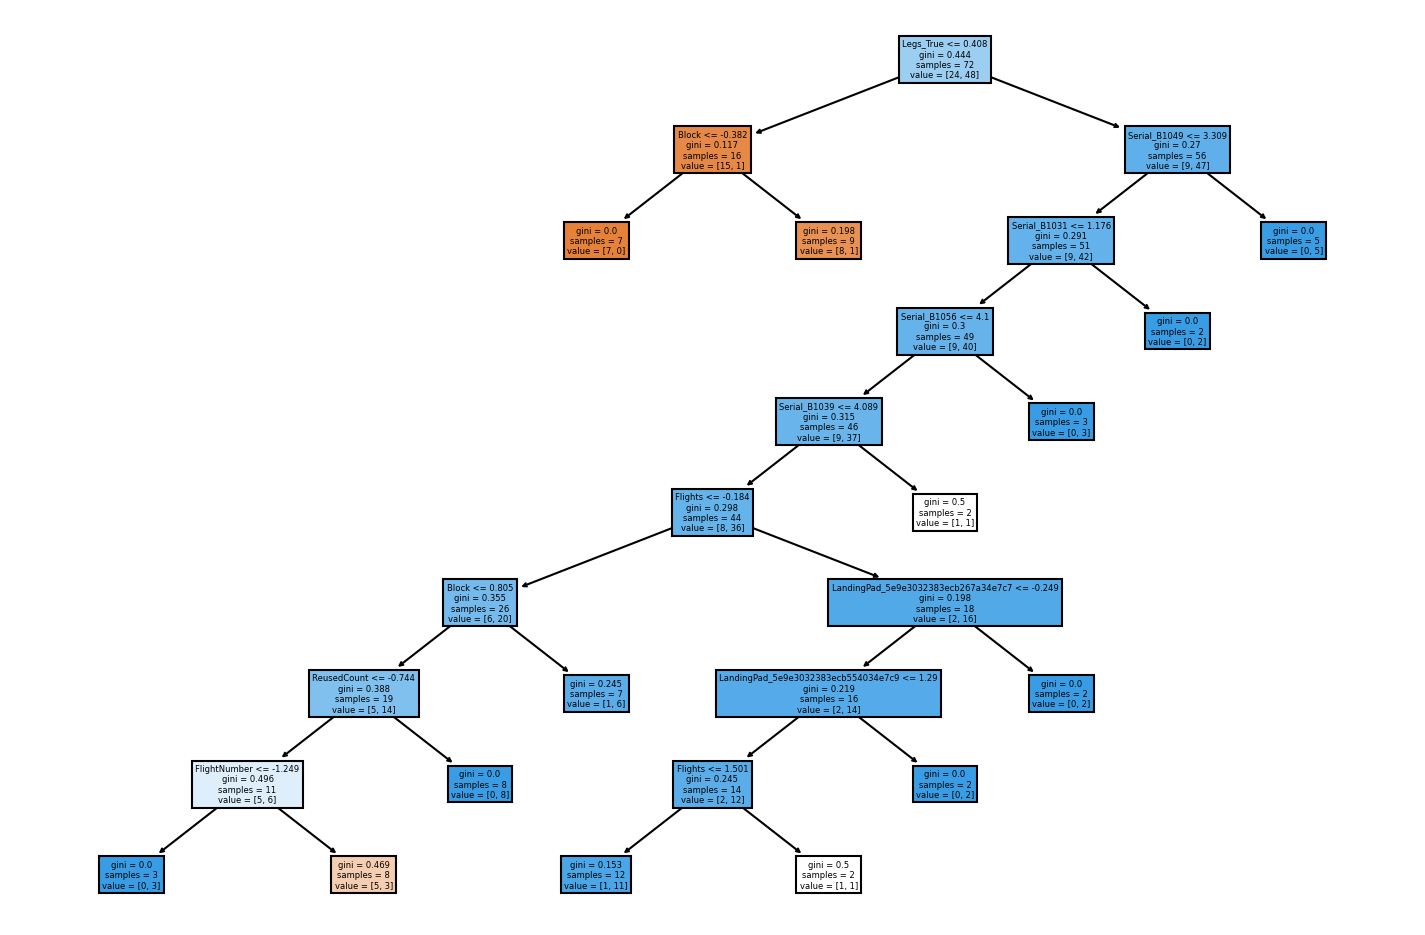 Legs_True <= 0.408
gini = 0.444
samples = 72
value = [24, 48]
Block <= -0.382
gini = 0.117
samples = 16
value = [15, 1]
Serial_B1049 <= 3.309
gini = 0.27
samples = 56
value = [9, 47]
gini = 0.0
samples = 7
value = [7, 0]
gini = 0.198
samples = 9
value = [8, 1]
Serial_B1031 <= 1.176
gini = 0.291
samples = 51
value = [9, 42]
gini = 0.0
samples = 5
value = [0, 5]
Serial_B1056 <= 4.1
gini = 0.3
samples = 49
value = [9, 40]
gini = 0.0
samples = 2
value = [0, 2]
Serial_B1039 <= 4.089
gini = 0.315
samples = 46
value = [9, 37]
gini = 0.0
samples = 3
value = [0, 3]
Flights <= -0.184
gini = 0.298
samples = 44
value = [8, 36]
gini = 0.5
samples = 2
value = [1, 1]
Block <= 0.805
gini = 0.355
samples = 26
value = [6, 20]
LandingPad_5e9e3032383ecb267a34e7c7 <= -0.249
gini = 0.198
samples = 18
value = [2, 16]
ReusedCount <= -0.744
gini = 0.388
samples = 19
value = [5, 14]
gini = 0.245
samples = 7
value = [1, 6]
LandingPad_5e9e3032383ecb554034e7c9 <= 1.29
gini = 0.219
samples = 16
value = [2, 14]
gini = 0.0
samples = 2
value = [0, 2]
FlightNumber <= -1.249
gini = 0.496
samples = 11
value = [5, 6]
gini = 0.0
samples = 8
value = [0, 8]
Flights <= 1.501
gini = 0.245
samples = 14
value = [2, 12]
gini = 0.0
samples = 2
value = [0, 2]
gini = 0.0
samples = 3
value = [0, 3]
gini = 0.469
samples = 8
value = [5, 3]
gini = 0.153
samples = 12
value = [1, 11]
gini = 0.5
samples = 2
value = [1, 1]